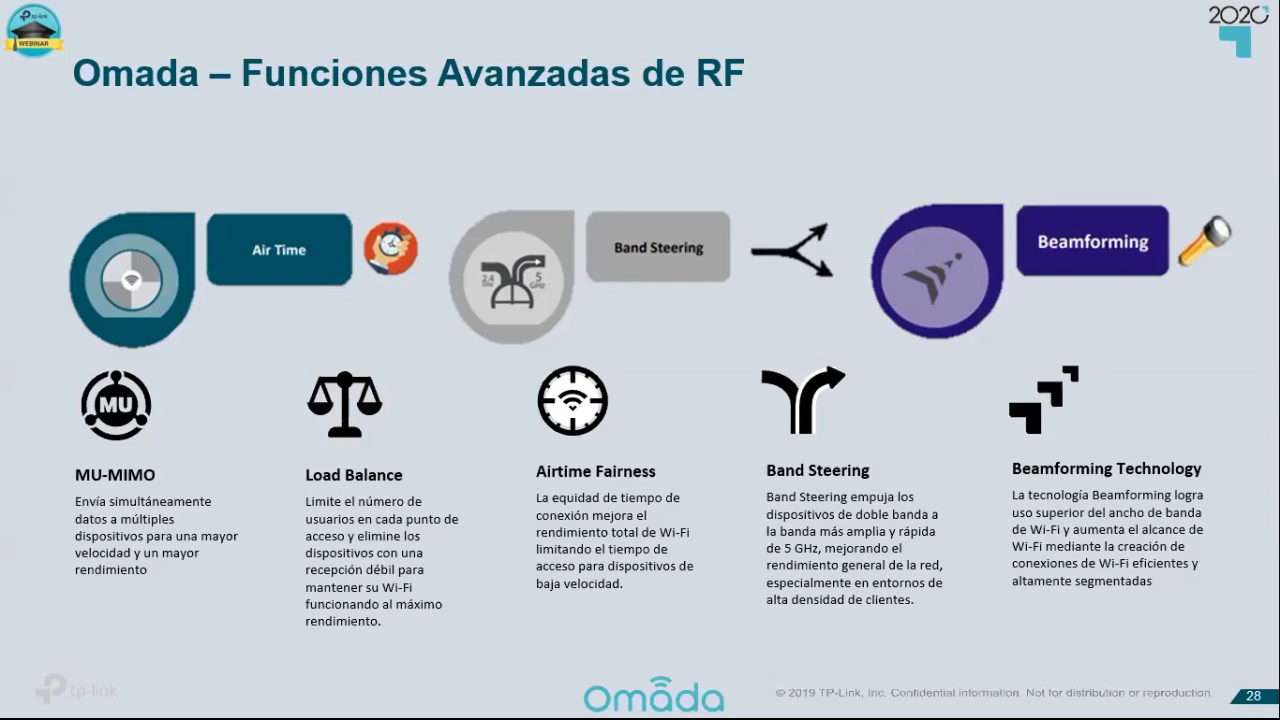 tp-link
WEBINAR
2020
Omada – Funciones Avanzadas de RF
Air Time
2.4
GHz
5
GHz
Band Steering
Beamforming
MU
MU-MIMO
Envía simultáneamente
datos a múltiples
dispositivos para una mayor
velocidad y un mayor
rendimiento
Load Balance
Limite el número de
usuarios en cada punto de
acceso y elimine los
dispositivos con una
recepción débil para
mantener su Wi-Fi
funcionando al máximo
rendimiento.
Airtime Fairness
La equidad de tiempo de
conexión mejora el
rendimiento total de Wi-Fi
limitando el tiempo de
acceso para dispositivos de
baja velocidad.
Band Steering
Band Steering empuja los
dispositivos de doble banda a
la banda más amplia y rápida
de 5 GHz, mejorando el
rendimiento general de la red,
especialmente en entornos de
alta densidad de clientes.
Beamforming Technology
La tecnología Beamforming logra
uso superior del ancho de banda
de Wi-Fi y aumenta el alcance de
Wi-Fi mediante la creación de
conexiones de Wi-Fi eficientes y
altamente segmentadas
tp-link
omada
© 2019 TP-Link, Inc. Confidential information. Not for distribution or reproduction.
28